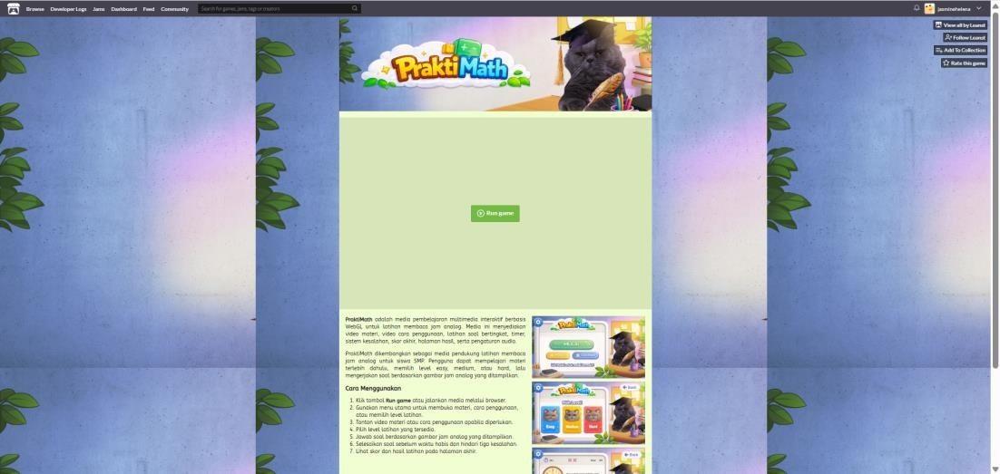 Browse Developer Logs Jams Dashboard Feed Community Search for games, jams, tags or creators jasminehelena
View all by Leanst
Follow Leanst
Add To Collection
Rate this game
PraktiMath
Run game
PraktiMath adalah media pembelajaran multimedia interaktif berbasis
WebGL untuk latihan membaca jam analog. Media ini menyediakan
video materi, video cara penggunaan, latihan soal bertingkat, timer,
sistem kesalahan, skor akhir, halaman hasil, serta pengaturan audio.
PraktiMath dikembangkan sebagai media pendukung latihan membaca
jam analog untuk siswa SMP. Pengguna dapat mempelajari materi
terlebih dahulu, memilih level easy, medium, atau hard, lalu
mengerjakan soal berdasarkan gambar jam analog yang ditampilkan.
Cara Menggunakan
1. Klik tombol Run game atau jalankan media melalui browser.
2. Gunakan menu utama untuk membuka materi, cara penggunaan,
atau memilih level latihan.
3. Tonton video materi atau cara penggunaan apabila diperlukan.
4. Pilih level latihan yang tersedia.
5. Jawab soal berdasarkan gambar jam analog yang ditampilkan.
6. Selesaikan soal sebelum waktu habis dan hindari tiga kesalahan.
7. Lihat skor dan hasil latihan pada halaman akhir.
PraktiMath
MULAI
PraktiMath
Back
Pilih Level!
Easy Medium Hard
PraktiMath
Back